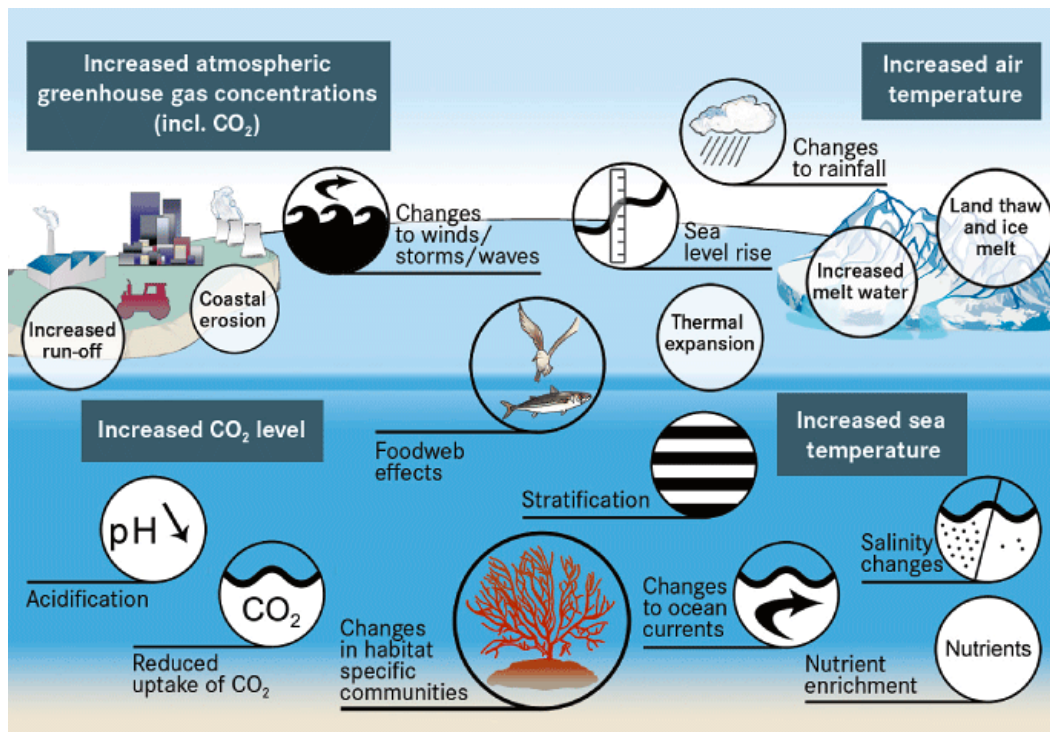 Increased atmospheric
greenhouse gas concentrations
(incl. CO₂)
Increased air
temperature
Changes
to rainfall
Land thaw
and ice
melt
Changes
to winds/
storms/waves
Sea
level rise
Increased
melt water
Coastal
erosion
Increased
run-off
Thermal
expansion
Increased CO₂ level
Foodweb
effects
Increased sea
temperature
Stratification
pH
Acidification
CO₂
Reduced
uptake of CO₂
Changes
in habitat
specific
communities
Changes
to ocean
currents
Salinity
changes
Nutrients
Nutrient
enrichment